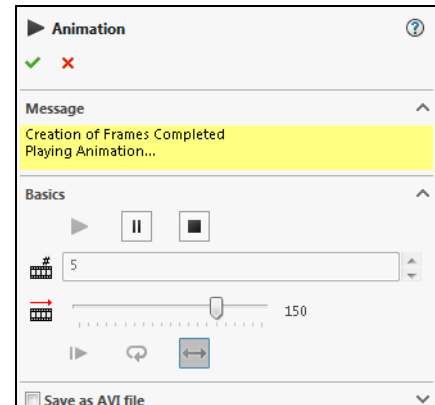 Animation
Message
Creation of Frames Completed
Playing Animation...
Basics
#
5
150
Save as AVI file